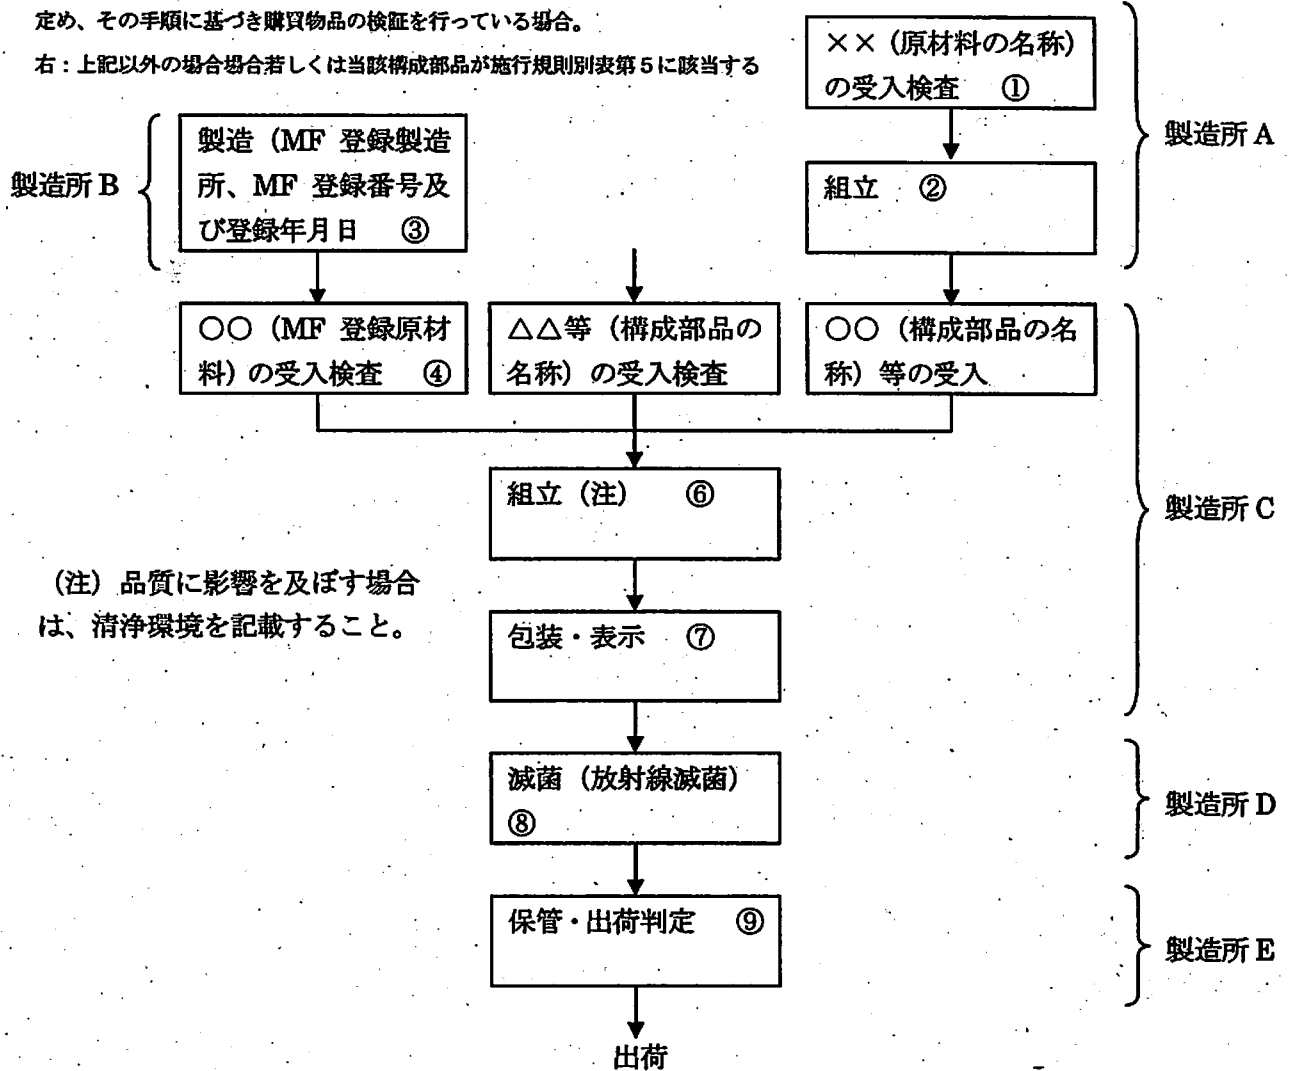 定め、その手順に基づき購買物品の検証を行っている場合。
右：上記以外の場合場合若しくは当該構成部品が施行規則別表第５に該当する
××（原材料の名称）
の受入検査 ①
製造所 A
組立 ②
製造所 B
製造（MF 登録製造
所、MF 登録番号及
び登録年月日 ③
○○（MF 登録原材
料）の受入検査 ④
△△等（構成部品の
名称）の受入検査
○○（構成部品の名
称）等の受入
製造所 C
組立（注） ⑥
（注）品質に影響を及ぼす場合
は、清浄環境を記載すること。
包装・表示 ⑦
滅菌（放射線滅菌）
⑧
製造所 D
保管・出荷判定 ⑨
製造所 E
出荷